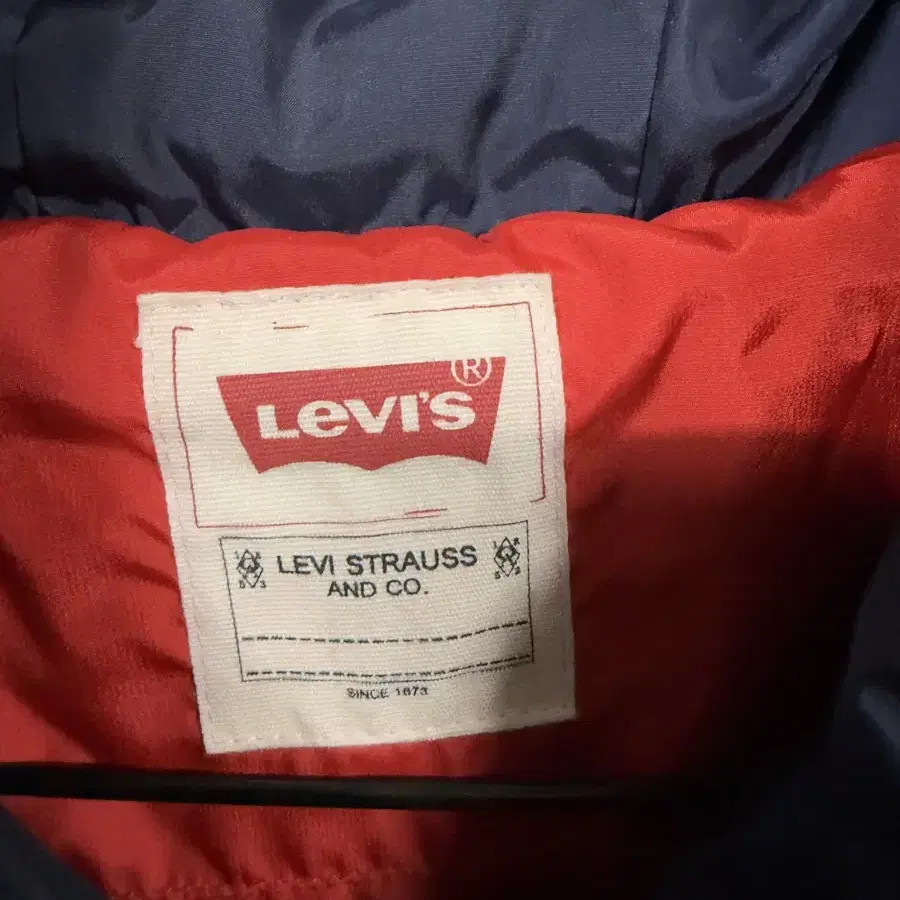 LEVI'S ®
LEVI STRAUSS
AND CO.
SINCE 1873